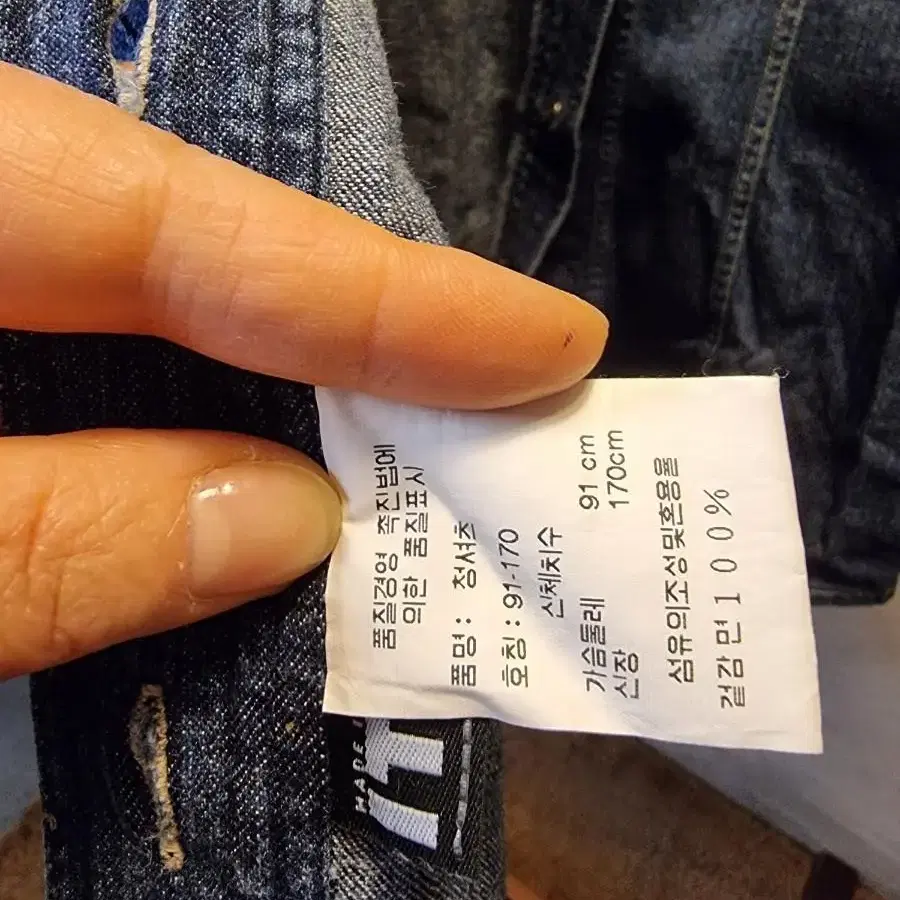 품질경영 촉진법에
의한 품질표시
품명: 청셔츠
호칭: 91-170
신체치수
가슴둘레 91 cm
신장 170cm
섬유의조성및혼용율
겉감 면100%
MADE